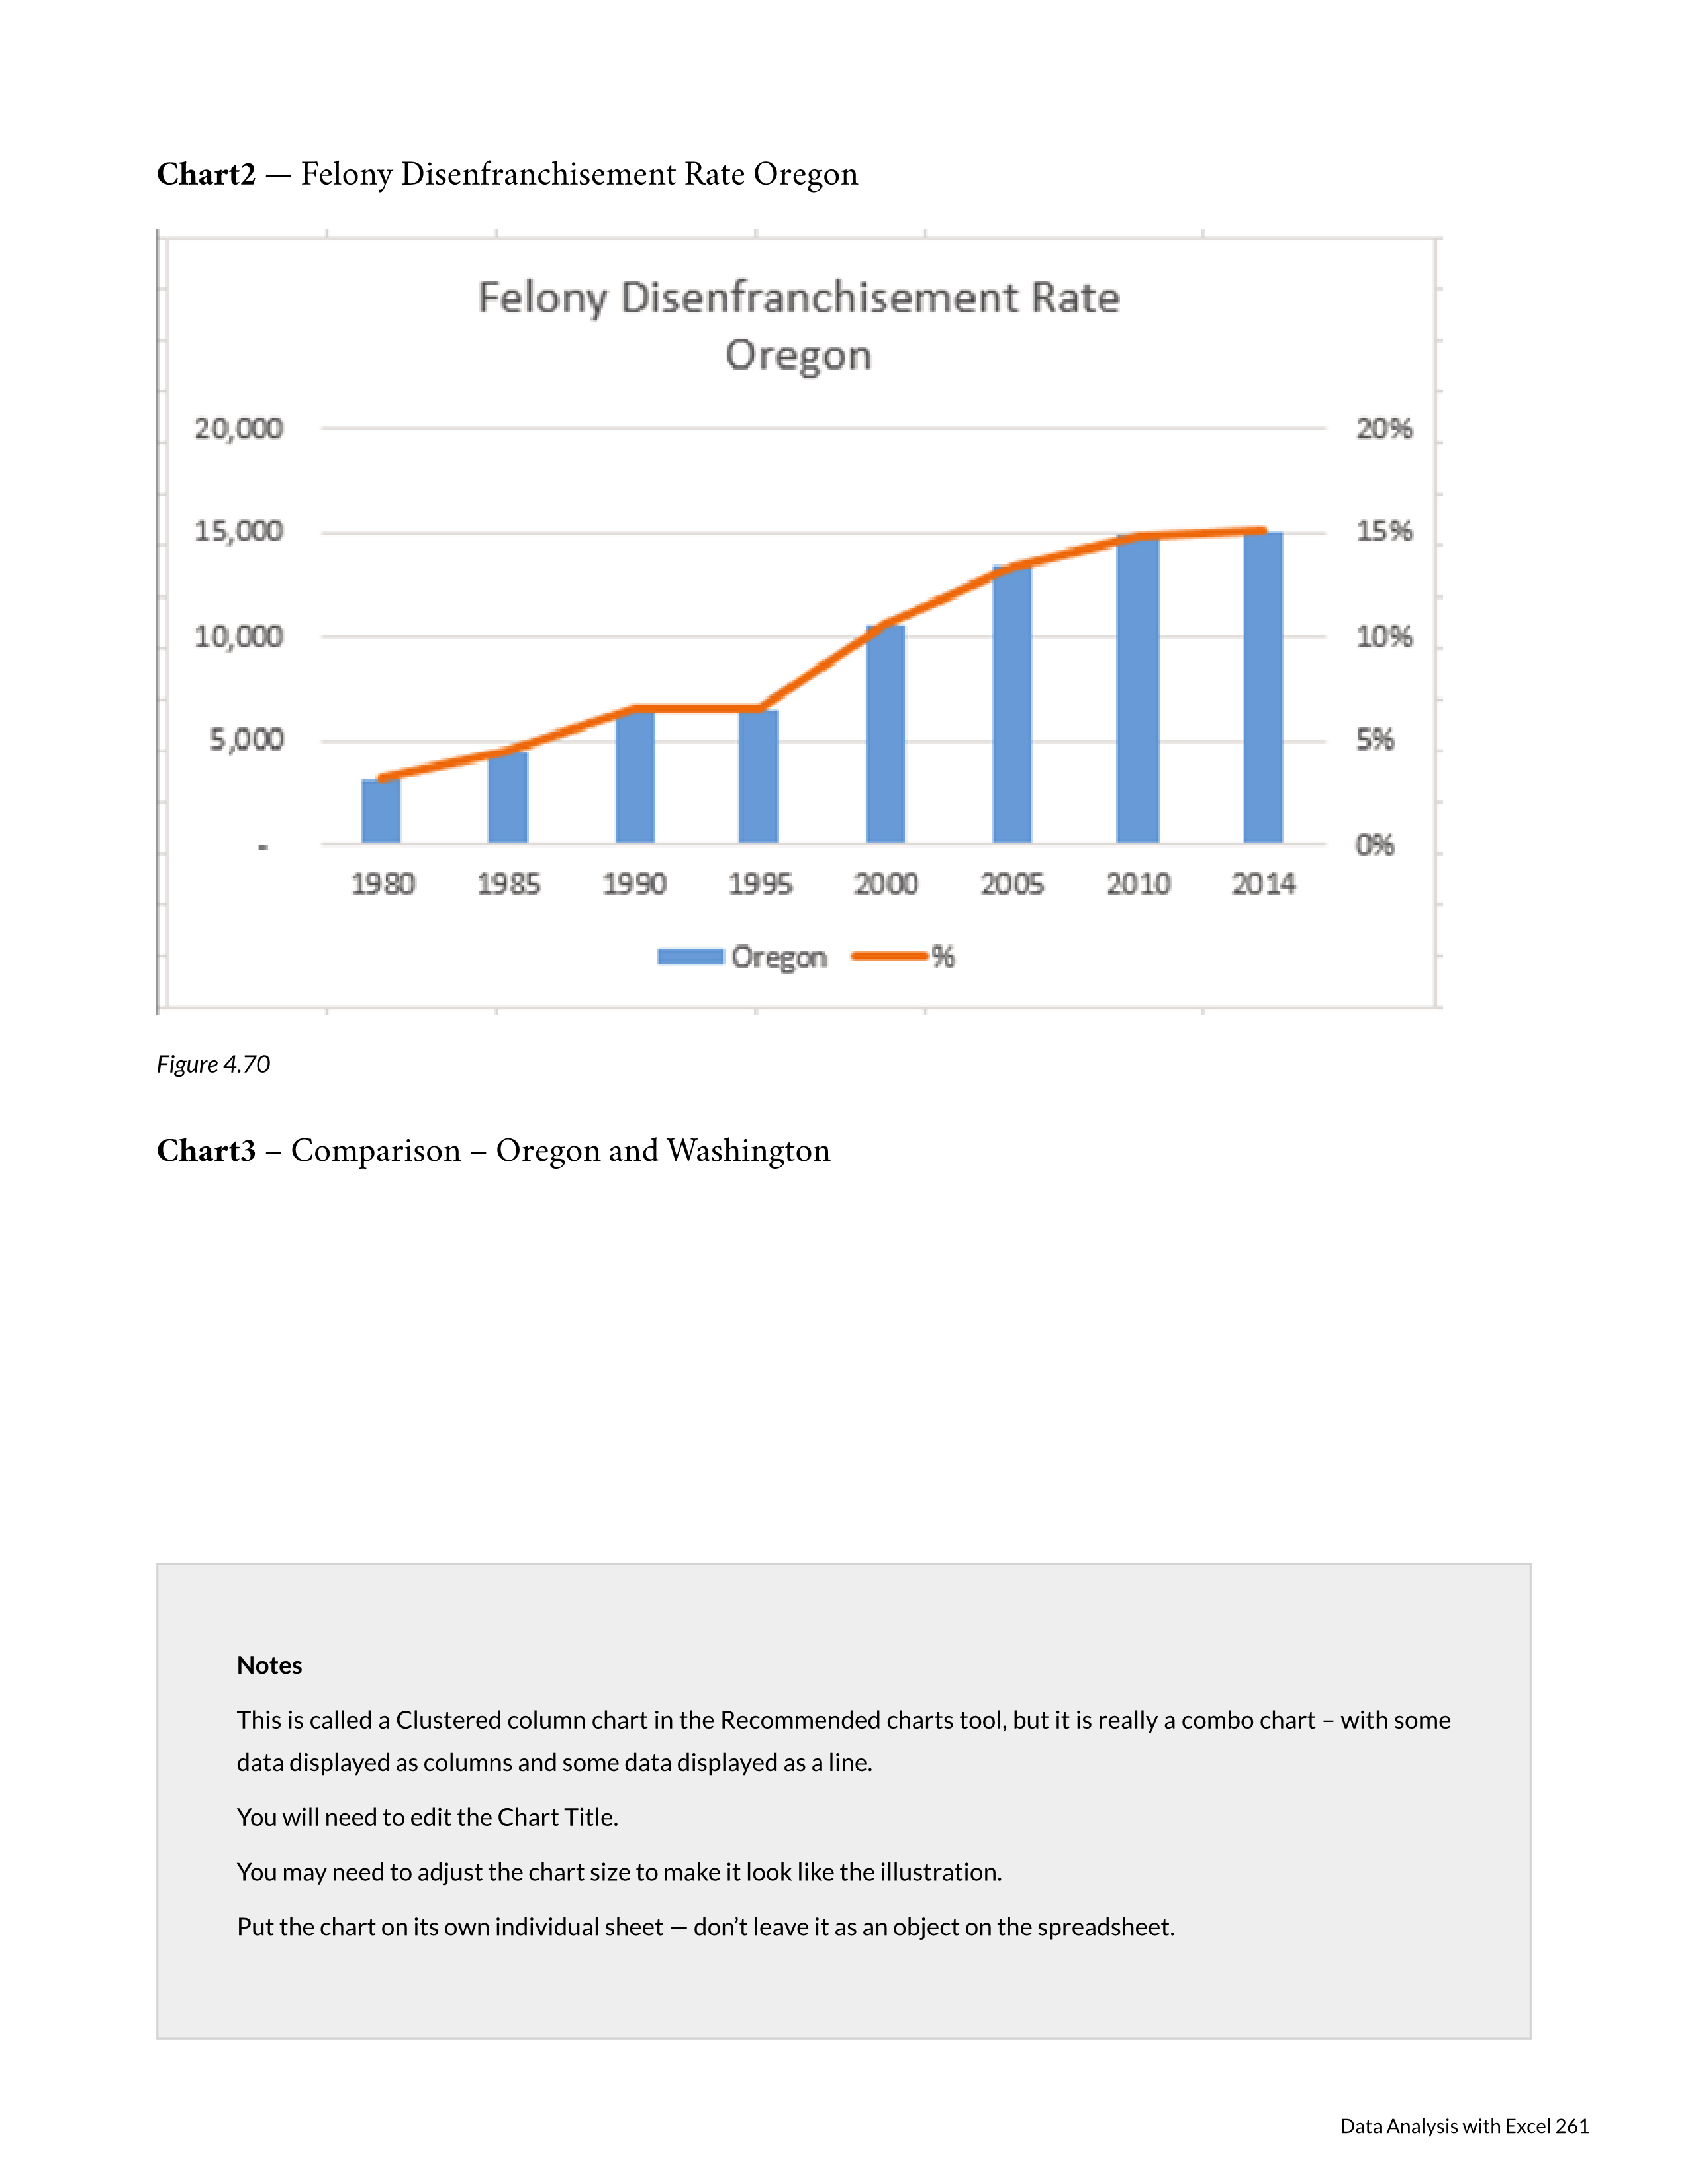 Chart2 — Felony Disenfranchisement Rate Oregon
Felony Disenfranchisement Rate
Oregon
20,000
20%
15,000
15%
10,000
10%
5,000
5%
-
0%
1980 1985 1990 1995 2000 2005 2010 2014
Oregon %
Figure 4.70
Chart3 – Comparison – Oregon and Washington
Notes
This is called a Clustered column chart in the Recommended charts tool, but it is really a combo chart – with some
data displayed as columns and some data displayed as a line.
You will need to edit the Chart Title.
You may need to adjust the chart size to make it look like the illustration.
Put the chart on its own individual sheet — don’t leave it as an object on the spreadsheet.
Data Analysis with Excel 261